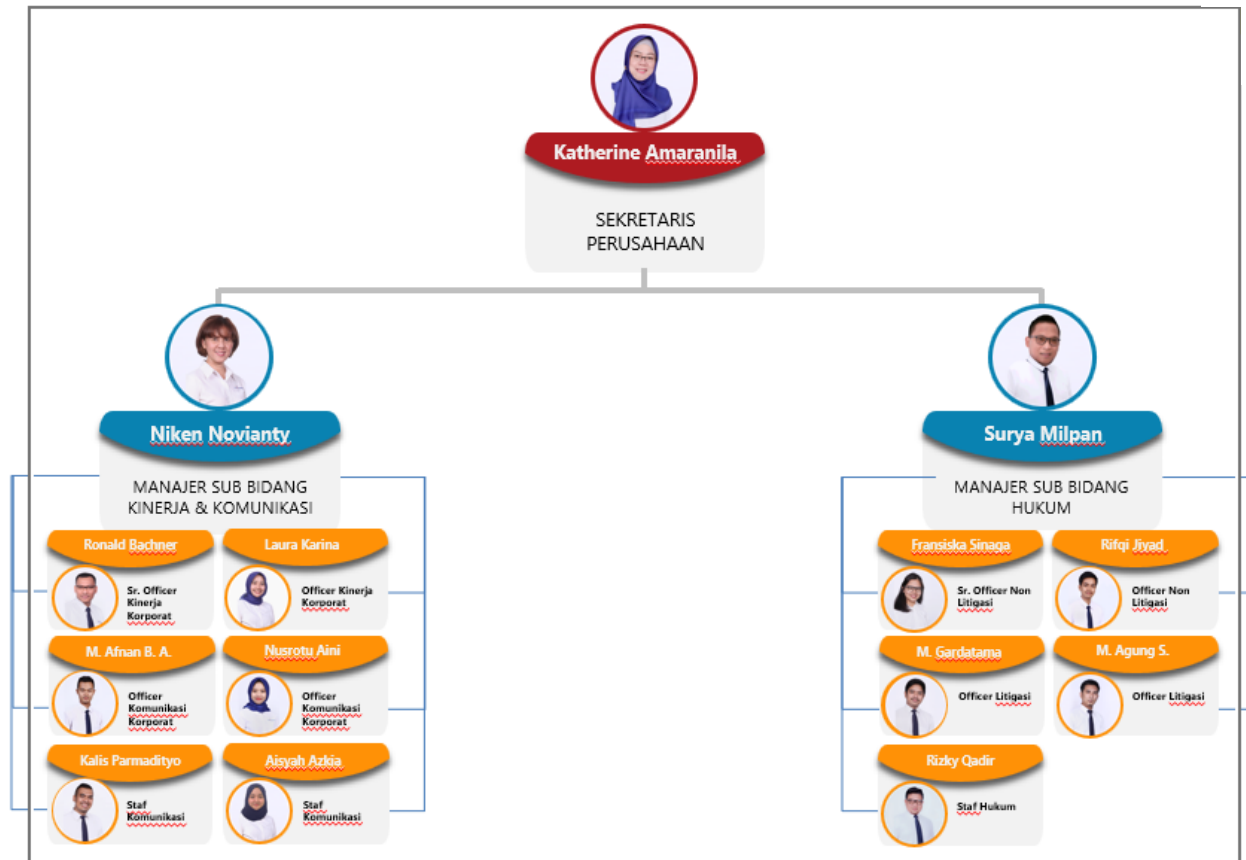 Katherine Amaranila
SEKRETARIS
PERUSAHAAN
Niken Novianty
MANAJER SUB BIDANG
KINERJA & KOMUNIKASI
Ronald Bachner
Sr. Officer
Kinerja
Korporat
Laura Karina
Officer Kinerja
Korporat
M. Afnan B. A.
Officer
Komunikasi
Korporat
Nusrotu Aini
Officer
Komunikasi
Korporat
Kalis Parmadityo
Staf
Komunikasi
Aisyah Azkia
Staf
Komunikasi
Surya Milpan
MANAJER SUB BIDANG
HUKUM
Fransiska Sinaga
Sr. Officer Non
Litigasi
Rifqi Jiyad
Officer Non
Litigasi
M. Gardatama
Officer Litigasi
M. Agung S.
Officer Litigasi
Rizky Qadir
Staf Hukum